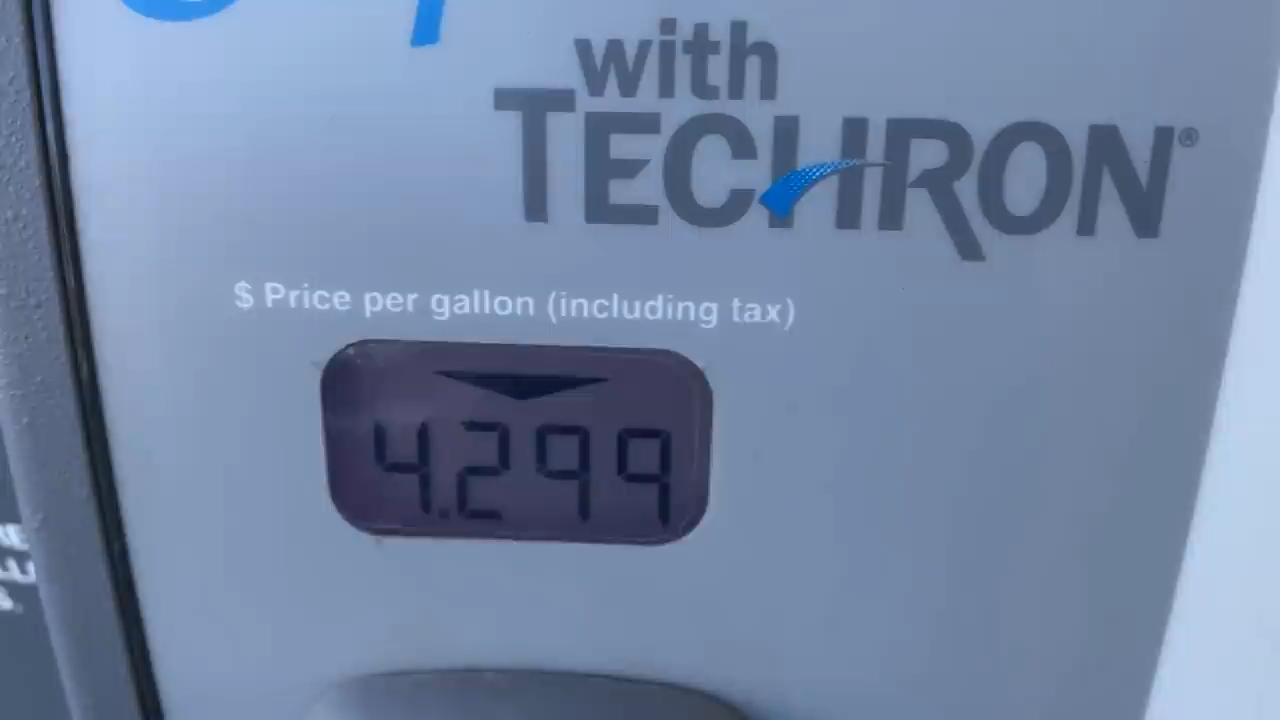 with
TECHRON®
$ Price per gallon (including tax)
4.299